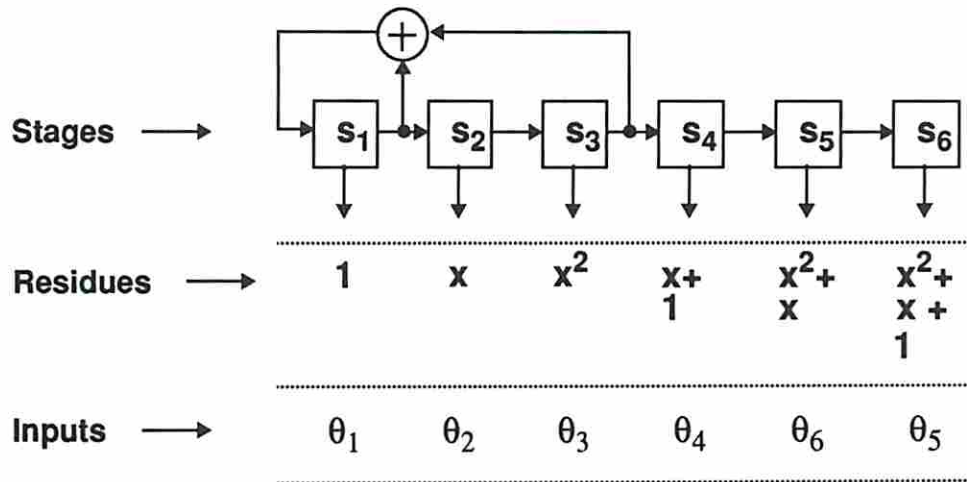 +
Stages s₁ s₂ s₃ s₄ s₅ s₆
Residues 1 x x² x+ x²+ x²+
1 x x +
1
Inputs θ₁ θ₂ θ₃ θ₄ θ₆ θ₅